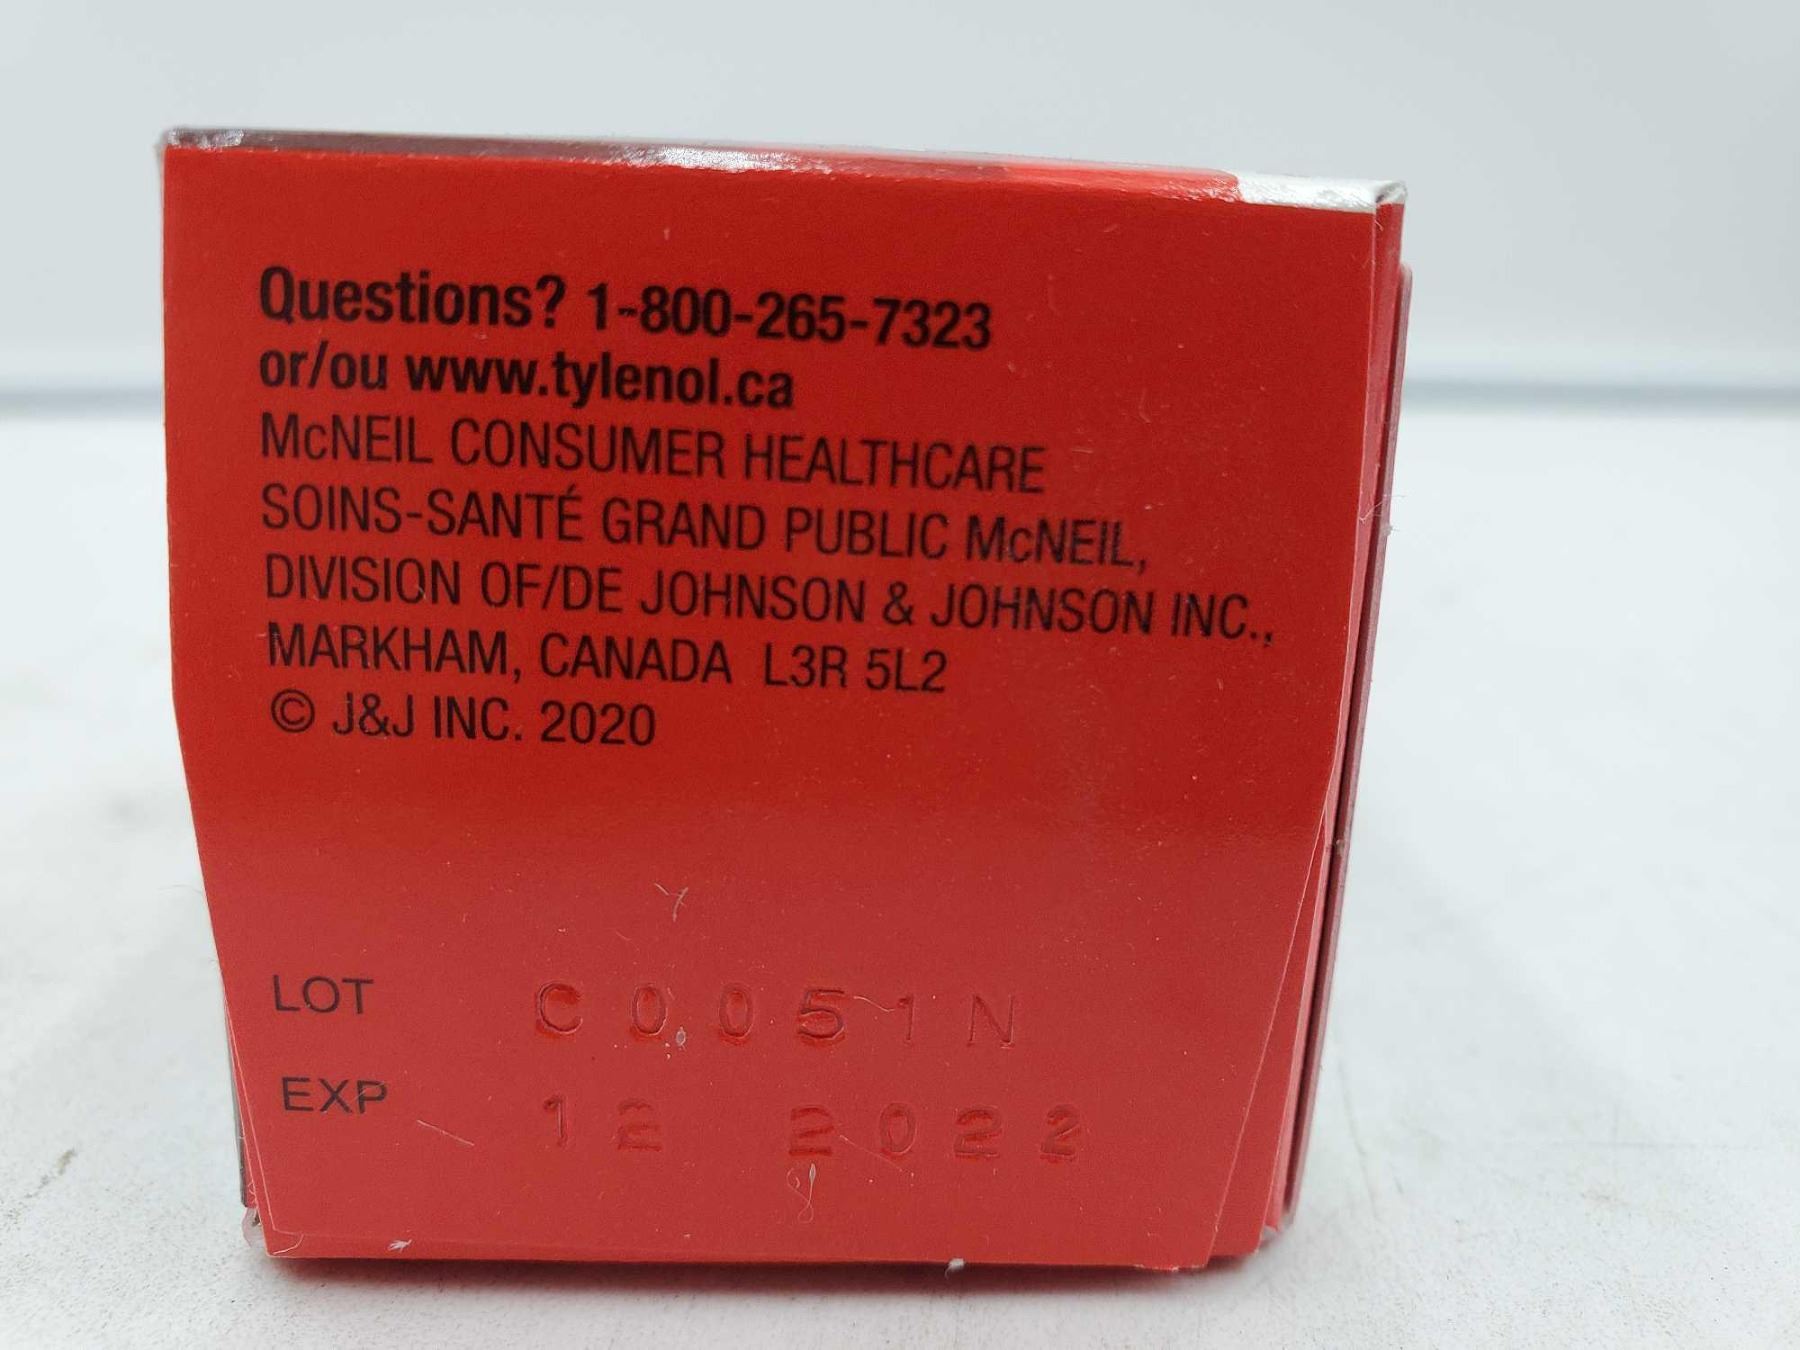 Questions? 1-800-265-7323
or/ou www.tylenol.ca
McNEIL CONSUMER HEALTHCARE
SOINS-SANTÉ GRAND PUBLIC McNEIL,
DIVISION OF/DE JOHNSON & JOHNSON INC.,
MARKHAM, CANADA L3R 5L2
© J&J INC. 2020
LOT C0051N
EXP 12 2022